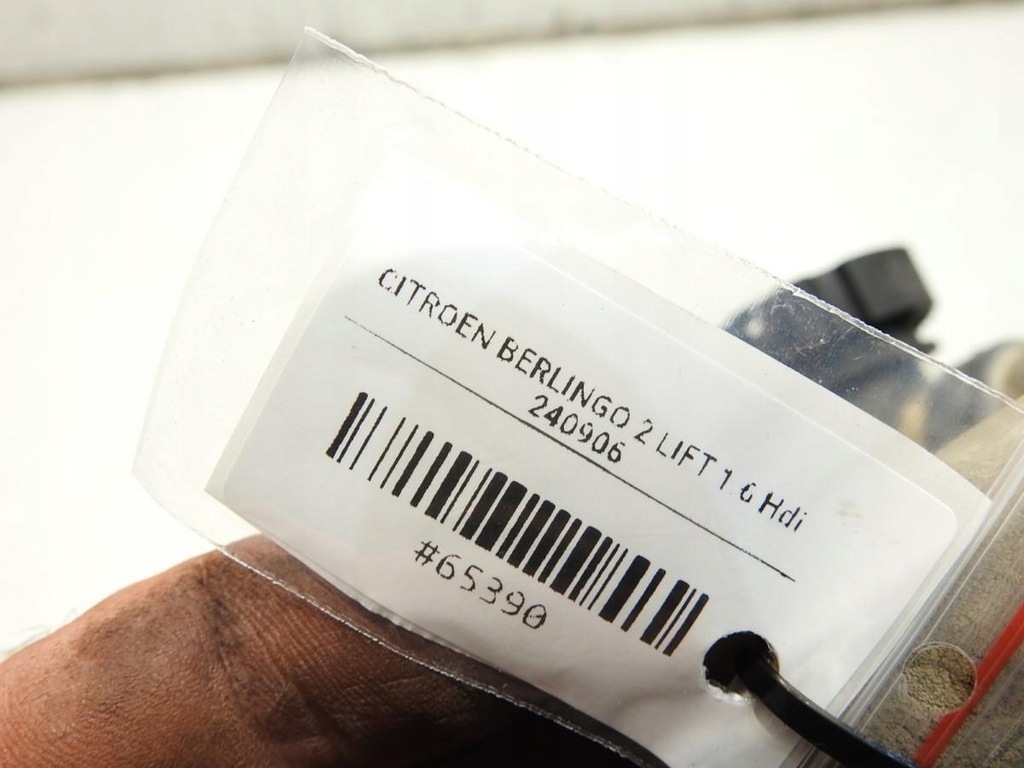 CITROEN BERLINGO 2 LIFT 1.6 Hdi
240906
#65390